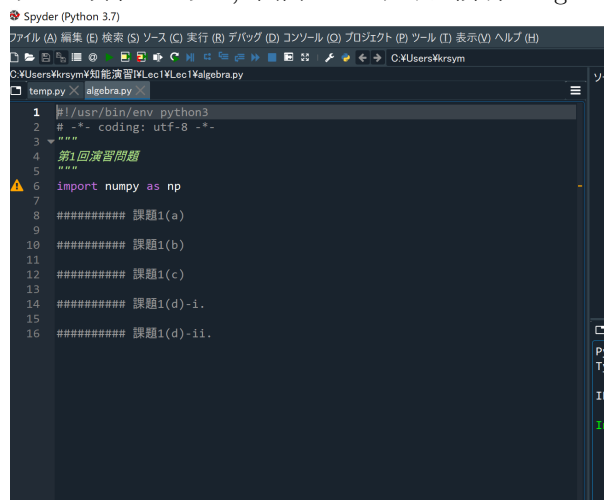 Spyder (Python 3.7)
ファイル (A) 編集 (E) 検索 (S) ソース (C) 実行 (R) デバッグ (D) コンソール (O) プロジェクト (P) ツール (T) 表示(V) ヘルプ (H)
C:¥Users¥krsym
C:¥Users¥krsym¥知能演習I¥Lec1¥Lec1¥algebra.py
temp.py algebra.py
1 #!/usr/bin/env python3
2 # -*- coding: utf-8 -*-
3 """
4 第1回演習問題
5 """
6 import numpy as np
7
8 ########## 課題1(a)
9
10 ########## 課題1(b)
11
12 ########## 課題1(c)
13
14 ########## 課題1(d)-i.
15
16 ########## 課題1(d)-ii.